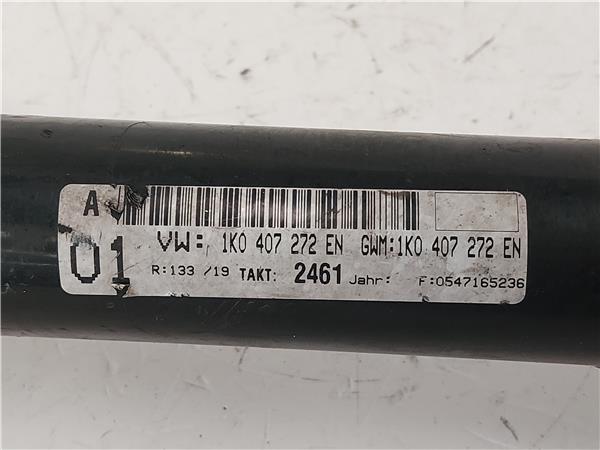 A
01 VW: 1K0 407 272 EN GWM:1K0 407 272 EN
R:133 /19 TAKT: 2461 Jahr: F:0547165236